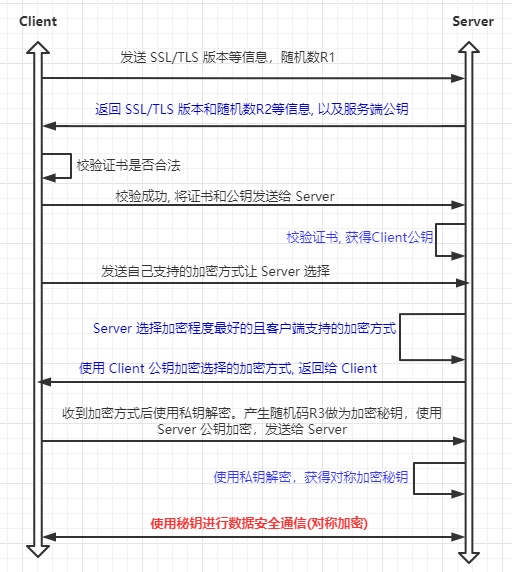 Client
Server
发送 SSL/TLS 版本等信息，随机数R1
返回 SSL/TLS 版本和随机数R2等信息, 以及服务端公钥
校验证书是否合法
校验成功, 将证书和公钥发送给 Server
校验证书, 获得Client公钥
发送自己支持的加密方式让 Server 选择
Server 选择加密程度最好的且客户端支持的加密方式
使用 Client 公钥加密选择的加密方式, 返回给 Client
收到加密方式后使用私钥解密。产生随机码R3做为加密秘钥，使用
Server 公钥加密，发送给 Server
使用私钥解密，获得对称加密秘钥
使用秘钥进行数据安全通信(对称加密)